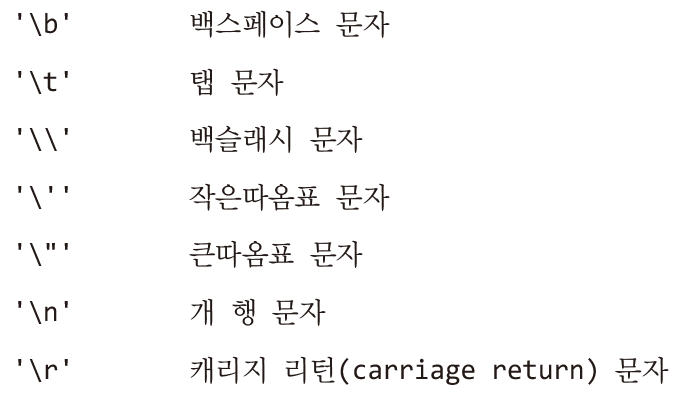 '\b' 백스페이스 문자
'\t' 탭 문자
'\\' 백슬래시 문자
'\'' 작은따옴표 문자
'\"' 큰따옴표 문자
'\n' 개 행 문자
'\r' 캐리지 리턴(carriage return) 문자